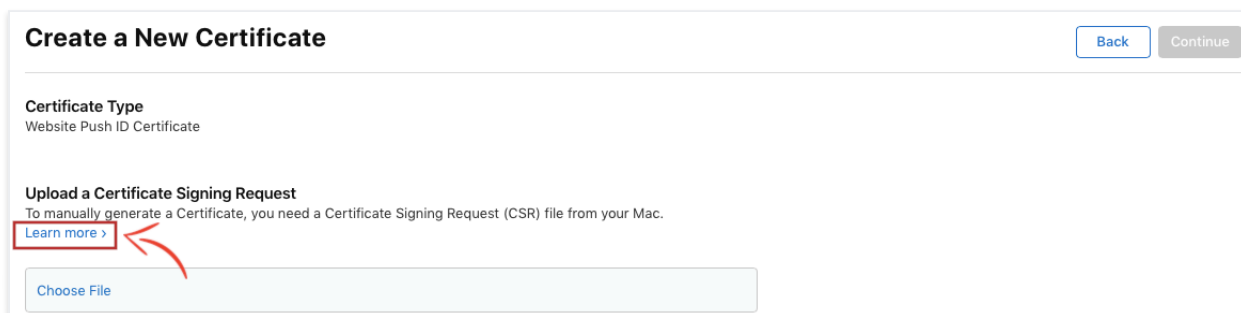 Create a New Certificate
Back
Continue
Certificate Type
Website Push ID Certificate
Upload a Certificate Signing Request
To manually generate a Certificate, you need a Certificate Signing Request (CSR) file from your Mac.
Learn more ›
Choose File